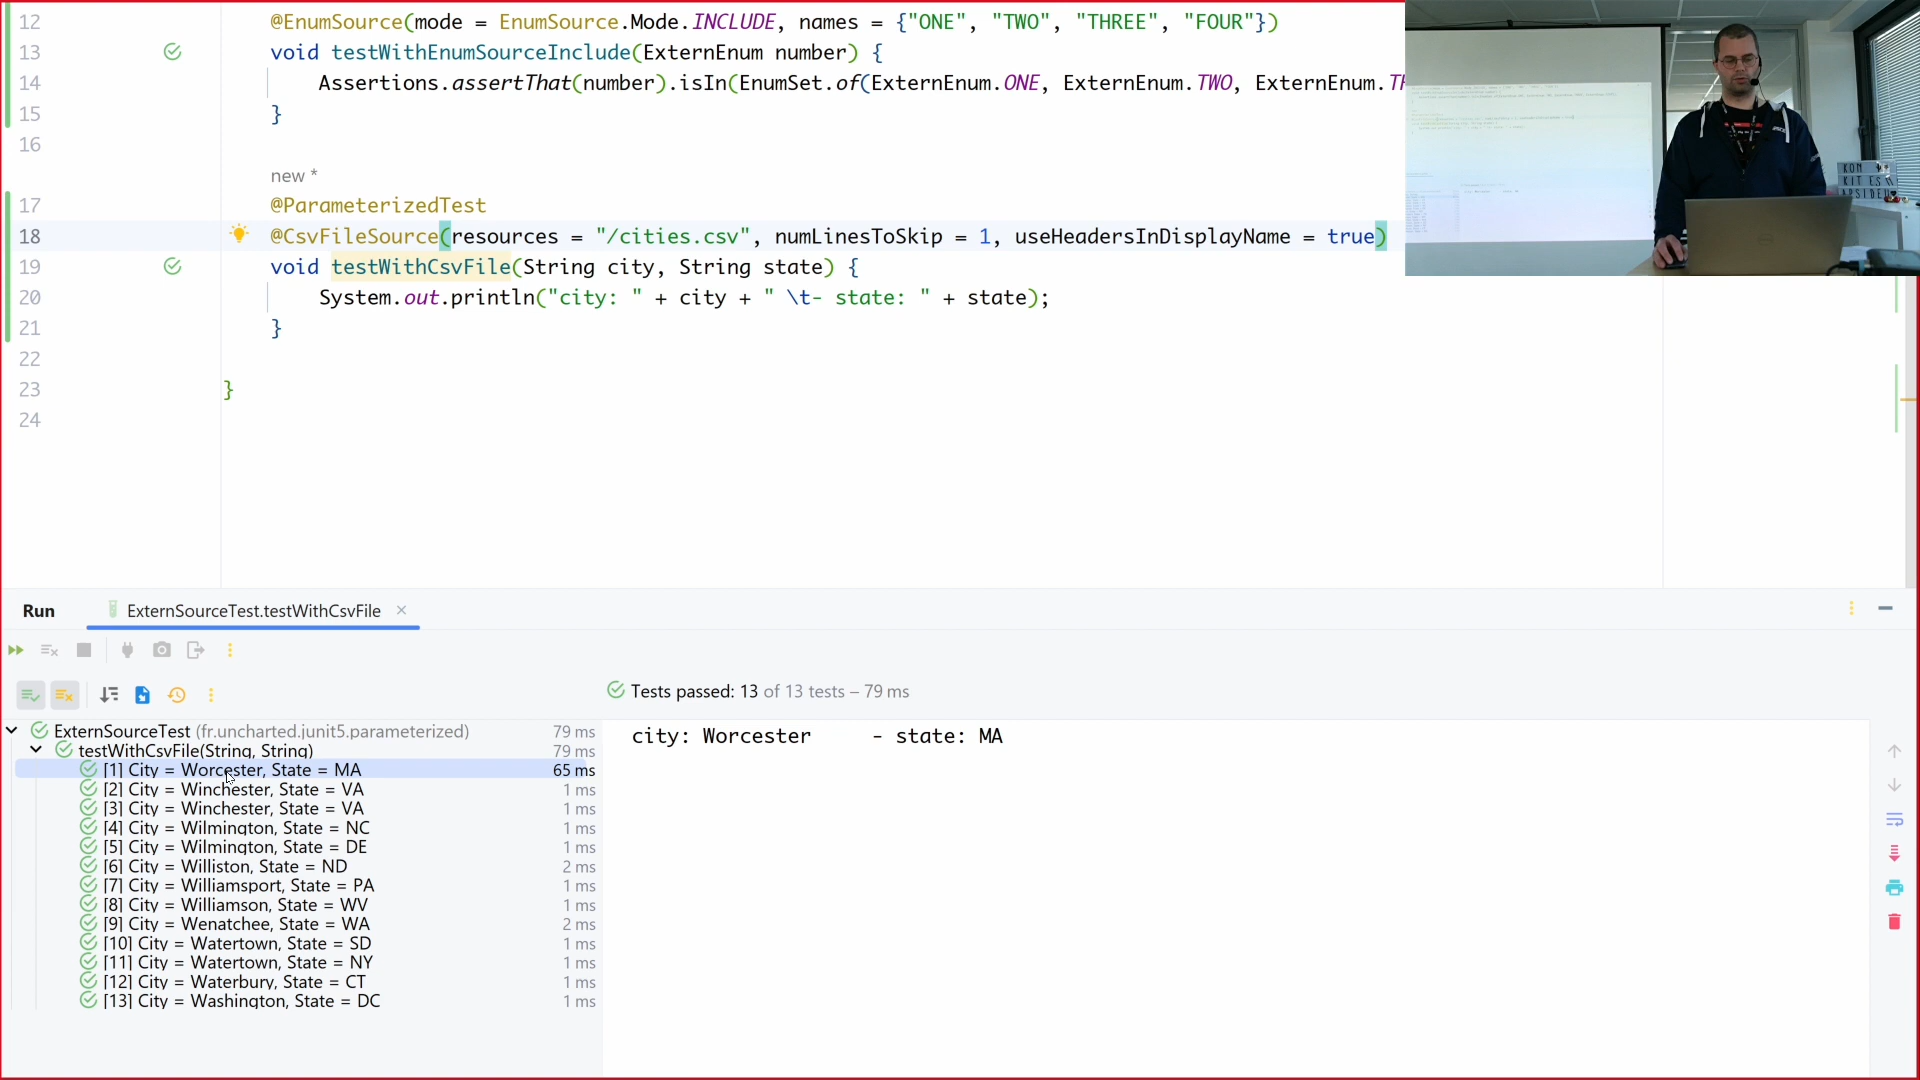 12 @EnumSource(mode = EnumSource.Mode.INCLUDE, names = {"ONE", "TWO", "THREE", "FOUR"})
13 void testWithEnumSourceInclude(ExternEnum number) {
14 Assertions.assertThat(number).isIn(EnumSet.of(ExternEnum.ONE, ExternEnum.TWO, ExternEnum.TH
15 }
16
new *
17 @ParameterizedTest
18 @CsvFileSource(resources = "/cities.csv", numLinesToSkip = 1, useHeadersInDisplayName = true)
19 void testWithCsvFile(String city, String state) {
20 System.out.println("city: " + city + " \t- state: " + state);
21 }
22
23 }
24
KON
KIT ES
APSIDEU
Run ExternSourceTest.testWithCsvFile
Tests passed: 13 of 13 tests – 79 ms
ExternSourceTest (fr.uncharted.junit5.parameterized) 79 ms
testWithCsvFile(String, String) 79 ms
[1] City = Worcester, State = MA 65 ms
[2] City = Winchester, State = VA 1 ms
[3] City = Winchester, State = VA 1 ms
[4] City = Wilmington, State = NC 1 ms
[5] City = Wilmington, State = DE 1 ms
[6] City = Williston, State = ND 2 ms
[7] City = Williamsport, State = PA 1 ms
[8] City = Williamson, State = WV 1 ms
[9] City = Wenatchee, State = WA 2 ms
[10] City = Watertown, State = SD 1 ms
[11] City = Watertown, State = NY 1 ms
[12] City = Waterbury, State = CT 1 ms
[13] City = Washington, State = DC 1 ms
city: Worcester - state: MA